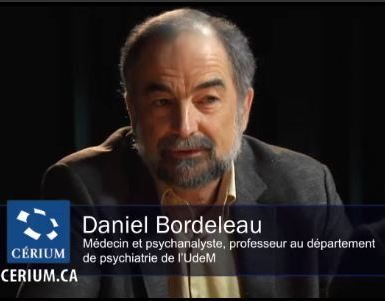 Daniel Bordeleau
Médecin et psychanalyste, professeur au département
de psychiatrie de l'UdeM
CÉRIUM
CERIUM.CA